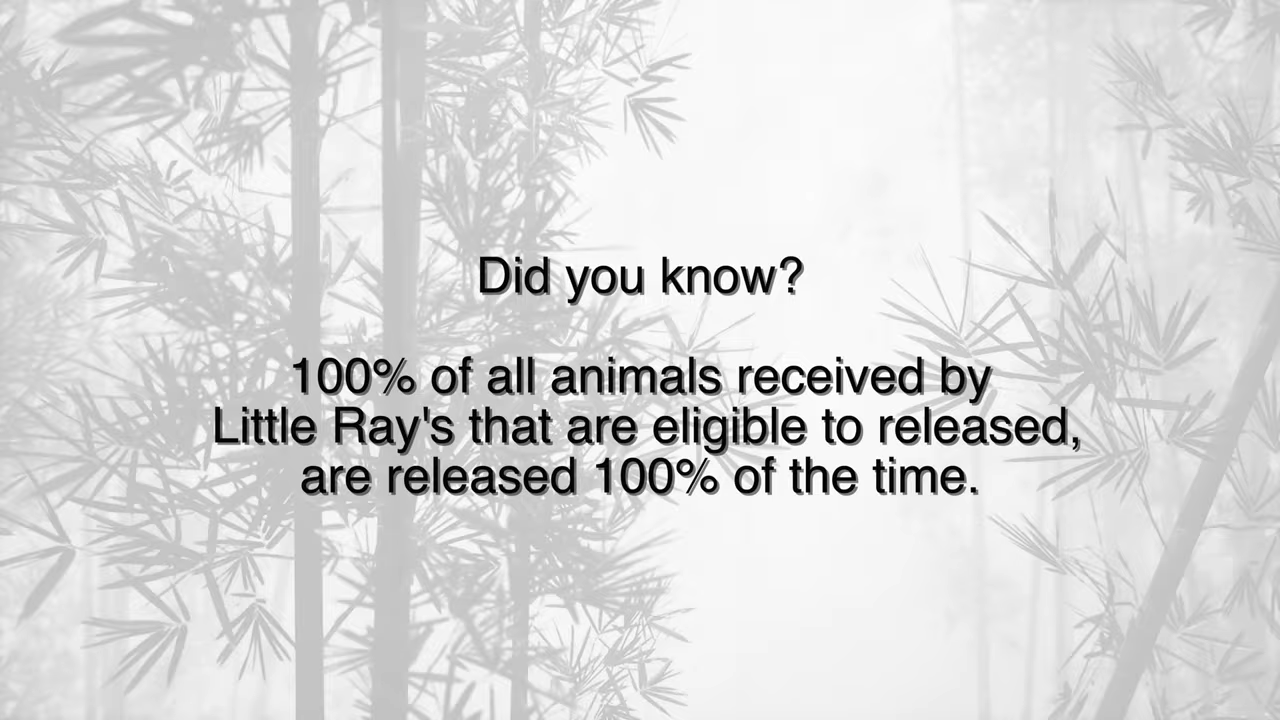 Did you know?
100% of all animals received by
Little Ray's that are eligible to released,
are released 100% of the time.